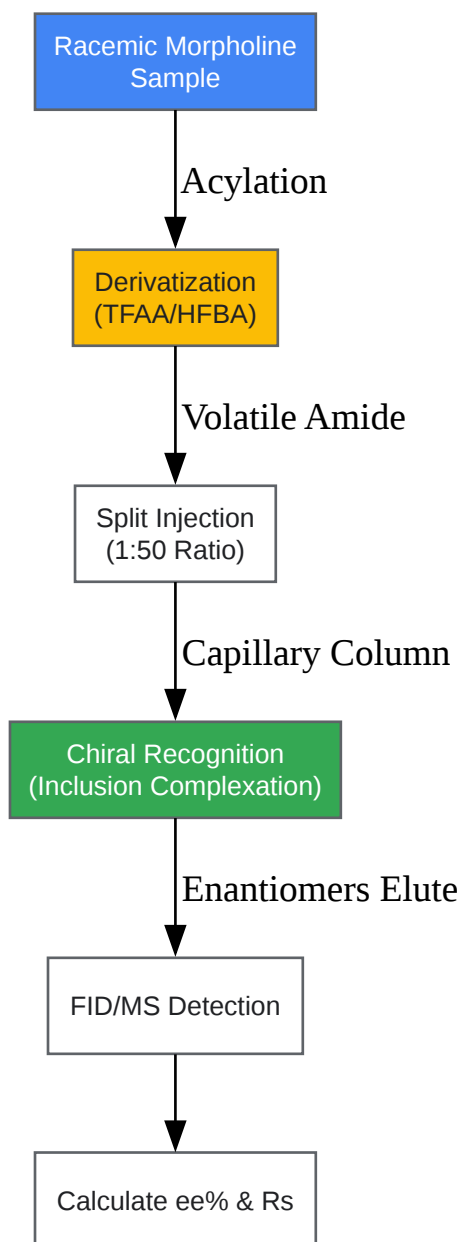 Racemic Morpholine
Sample
Acylation
Derivatization
(TFAA/HFBA)
Volatile Amide
Split Injection
(1:50 Ratio)
Capillary Column
Chiral Recognition
(Inclusion Complexation)
Enantiomers Elute
FID/MS Detection
Calculate ee% & Rs